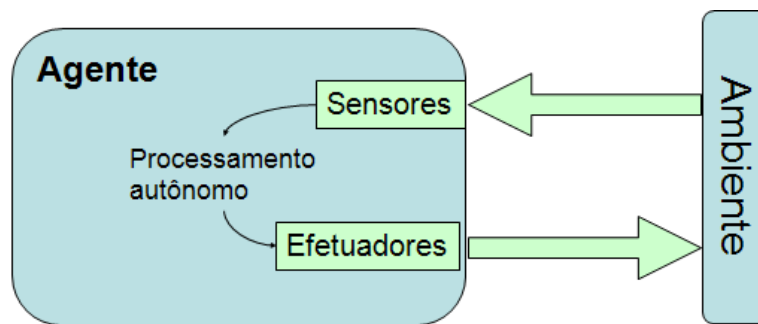 Agente
Sensores
Processamento
autônomo
Efetuadores
Ambiente